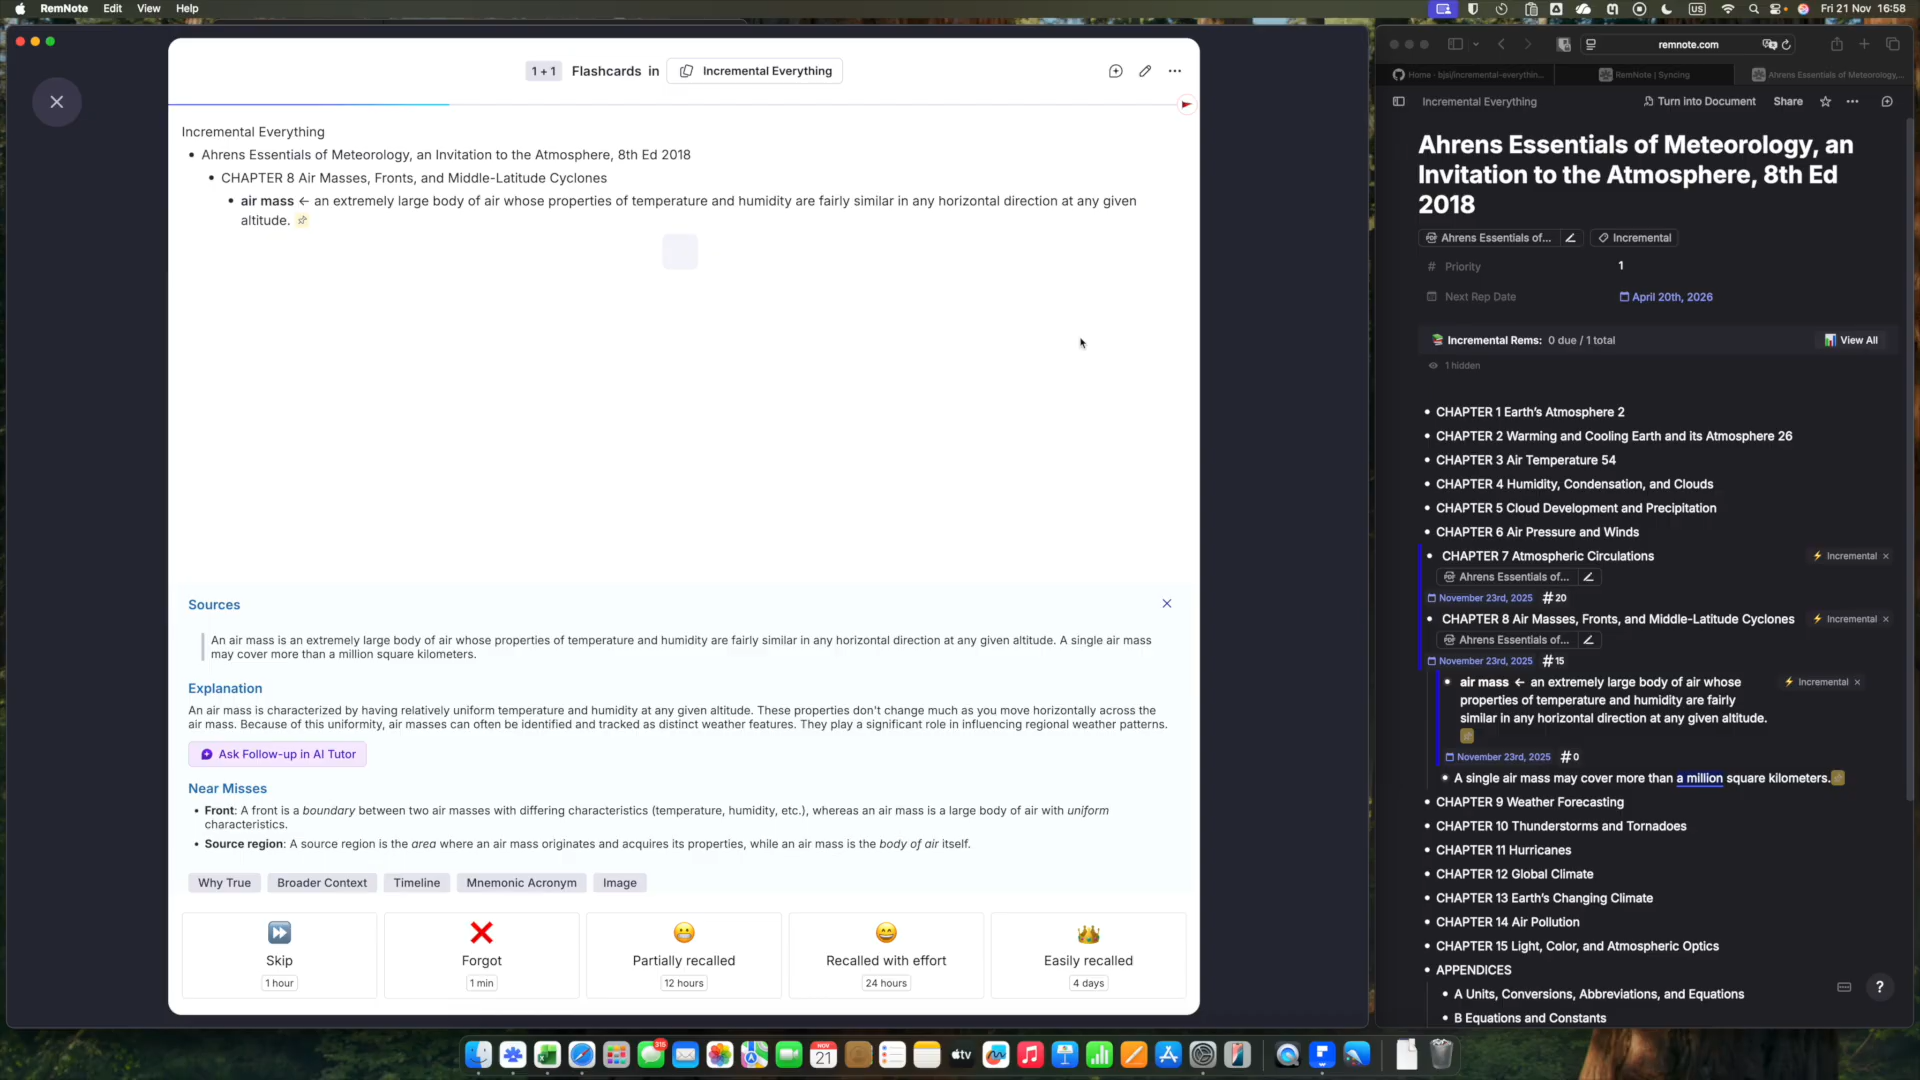 RemNote Edit View Help
US Fri 21 Nov 16:58
1 + 1 Flashcards in Incremental Everything
Incremental Everything
• Ahrens Essentials of Meteorology, an Invitation to the Atmosphere, 8th Ed 2018
• CHAPTER 8 Air Masses, Fronts, and Middle-Latitude Cyclones
• air mass ← an extremely large body of air whose properties of temperature and humidity are fairly similar in any horizontal direction at any given
altitude.
Sources
An air mass is an extremely large body of air whose properties of temperature and humidity are fairly similar in any horizontal direction at any given altitude. A single air mass
may cover more than a million square kilometers.
Explanation
An air mass is characterized by having relatively uniform temperature and humidity at any given altitude. These properties don't change much as you move horizontally across the
air mass. Because of this uniformity, air masses can often be identified and tracked as distinct weather features. They play a significant role in influencing regional weather patterns.
Ask Follow-up in AI Tutor
Near Misses
• Front: A front is a boundary between two air masses with differing characteristics (temperature, humidity, etc.), whereas an air mass is a large body of air with uniform
characteristics.
• Source region: A source region is the area where an air mass originates and acquires its properties, while an air mass is the body of air itself.
Why True Broader Context Timeline Mnemonic Acronym Image
Skip Forgot Partially recalled Recalled with effort Easily recalled
1 hour 1 min 12 hours 24 hours 4 days
remnote.com
Home · bjsi/incremental-everythin... RemNote | Syncing Ahrens Essentials of Meteorology,...
Incremental Everything Turn into Document Share
Ahrens Essentials of Meteorology, an
Invitation to the Atmosphere, 8th Ed
2018
Ahrens Essentials of... Incremental
# Priority 1
Next Rep Date April 20th, 2026
Incremental Rems: 0 due / 1 total View All
1 hidden
• CHAPTER 1 Earth's Atmosphere 2
• CHAPTER 2 Warming and Cooling Earth and its Atmosphere 26
• CHAPTER 3 Air Temperature 54
• CHAPTER 4 Humidity, Condensation, and Clouds
• CHAPTER 5 Cloud Development and Precipitation
• CHAPTER 6 Air Pressure and Winds
• CHAPTER 7 Atmospheric Circulations Incremental ×
Ahrens Essentials of...
November 23rd, 2025 #20
• CHAPTER 8 Air Masses, Fronts, and Middle-Latitude Cyclones Incremental ×
Ahrens Essentials of...
November 23rd, 2025 #15
• air mass ← an extremely large body of air whose Incremental ×
properties of temperature and humidity are fairly
similar in any horizontal direction at any given altitude.
November 23rd, 2025 #0
• A single air mass may cover more than a million square kilometers.
• CHAPTER 9 Weather Forecasting
• CHAPTER 10 Thunderstorms and Tornadoes
• CHAPTER 11 Hurricanes
• CHAPTER 12 Global Climate
• CHAPTER 13 Earth's Changing Climate
• CHAPTER 14 Air Pollution
• CHAPTER 15 Light, Color, and Atmospheric Optics
• APPENDICES
• A Units, Conversions, Abbreviations, and Equations
• B Equations and Constants
?
315
NOV
21
tv